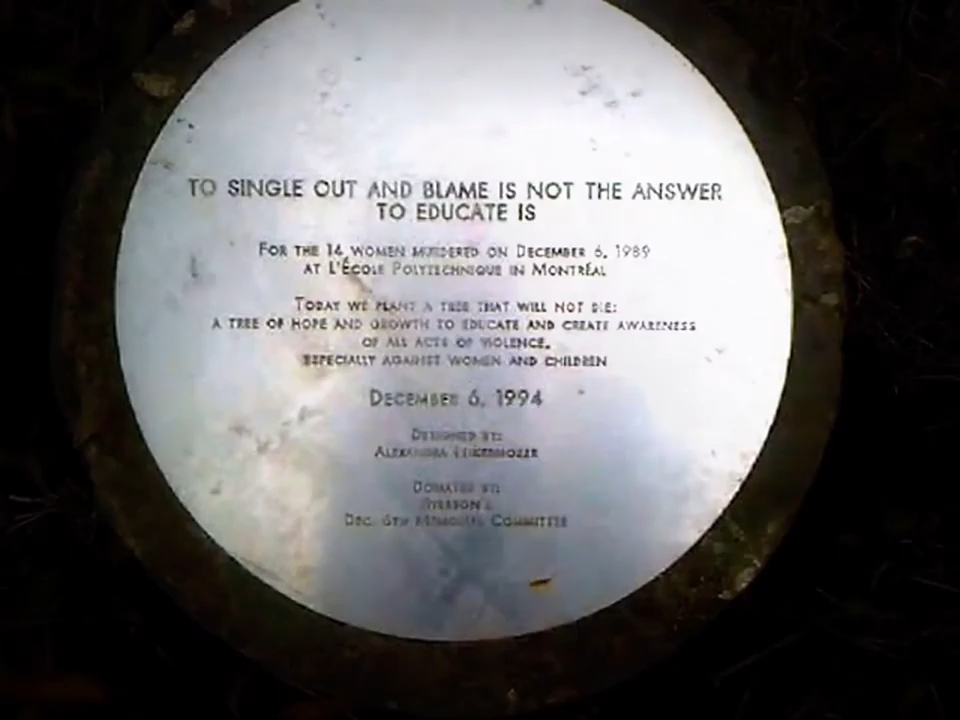 TO SINGLE OUT AND BLAME IS NOT THE ANSWER
TO EDUCATE IS
FOR THE 14 WOMEN MURDERED ON DECEMBER 6, 1989
AT L'ÉCOLE POLYTECHNIQUE IN MONTRÉAL
TODAY WE PLANT A TREE THAT WILL NOT DIE:
A TREE OF HOPE AND GROWTH TO EDUCATE AND CREATE AWARENESS
OF ALL ACTS OF VIOLENCE,
ESPECIALLY AGAINST WOMEN AND CHILDREN
DECEMBER 6, 1994
DESIGNED BY:
ALEXANDRA
DONATED BY:
DEC. 6TH MEMORIAL COMMITTEE